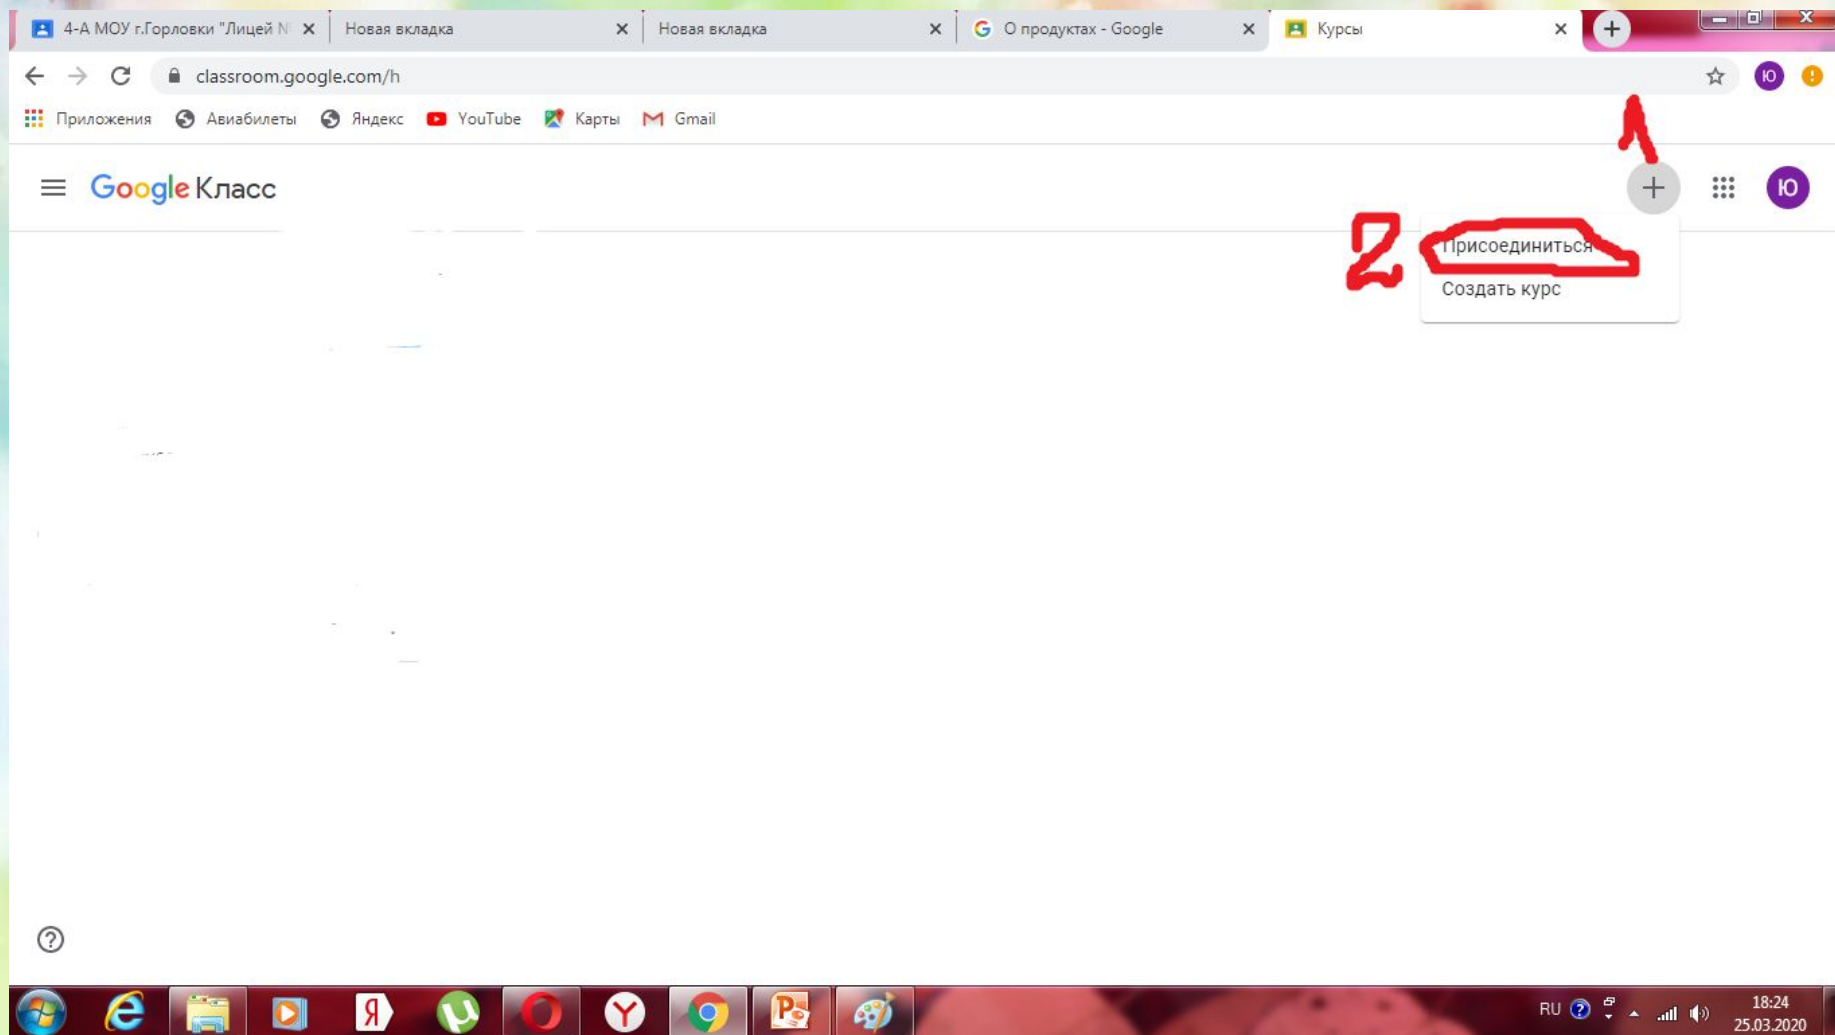 4-А МОУ г.Горловки "Лицей №
Новая вкладка
Новая вкладка
О продуктах - Google
Курсы
classroom.google.com/h
Ю
Приложения
Авиабилеты
Яндекс
YouTube
Карты
Gmail
Google Класс
Ю
1
2
Присоединиться
Создать курс
RU
18:24
25.03.2020